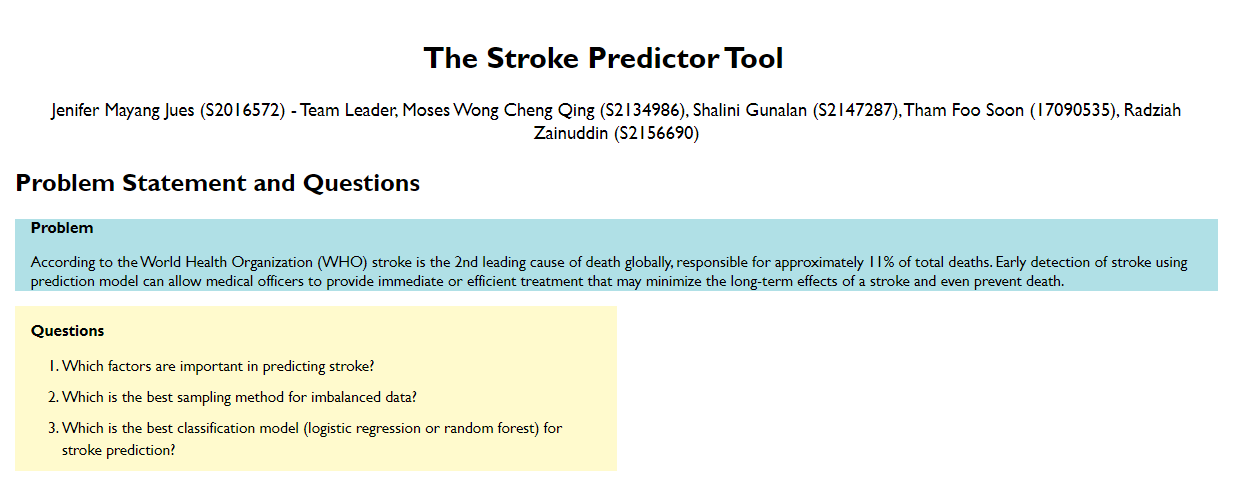 The Stroke Predictor Tool
Jenifer Mayang Jues (S2016572) - Team Leader, Moses Wong Cheng Qing (S2134986), Shalini Gunalan (S2147287), Tham Foo Soon (17090535), Radziah
Zainuddin (S2156690)
Problem Statement and Questions
Problem
According to the World Health Organization (WHO) stroke is the 2nd leading cause of death globally, responsible for approximately 11% of total deaths. Early detection of stroke using
prediction model can allow medical officers to provide immediate or efficient treatment that may minimize the long-term effects of a stroke and even prevent death.
Questions
1. Which factors are important in predicting stroke?
2. Which is the best sampling method for imbalanced data?
3. Which is the best classification model (logistic regression or random forest) for
stroke prediction?